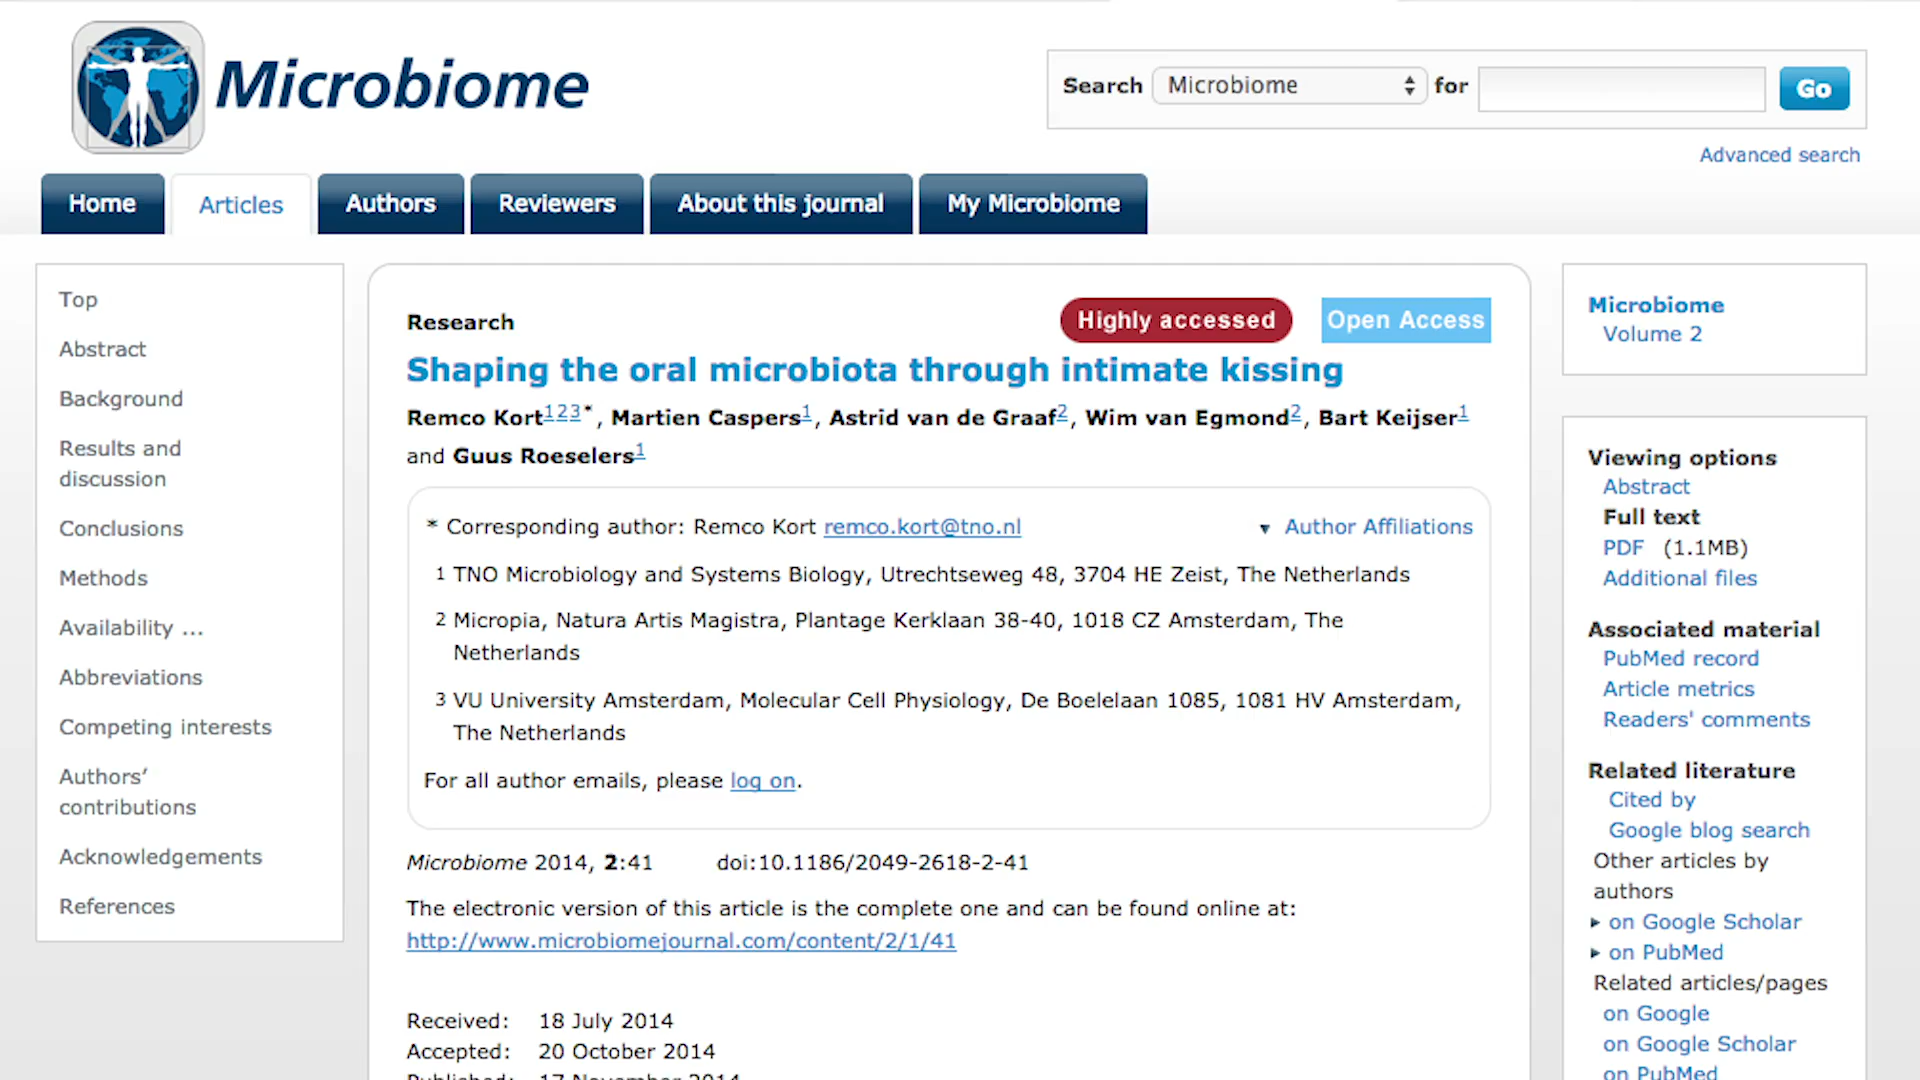 Microbiome
Search Microbiome for Go
Advanced search
Home Articles Authors Reviewers About this journal My Microbiome
Top
Abstract
Background
Results and
discussion
Conclusions
Methods
Availability ...
Abbreviations
Competing interests
Authors’
contributions
Acknowledgements
References
Research Highly accessed Open Access
Shaping the oral microbiota through intimate kissing
Remco Kort123*, Martien Caspers1, Astrid van de Graaf2, Wim van Egmond2, Bart Keijser1
and Guus Roeselers1
* Corresponding author: Remco Kort remco.kort@tno.nl ▼ Author Affiliations
1 TNO Microbiology and Systems Biology, Utrechtseweg 48, 3704 HE Zeist, The Netherlands
2 Micropia, Natura Artis Magistra, Plantage Kerklaan 38-40, 1018 CZ Amsterdam, The
Netherlands
3 VU University Amsterdam, Molecular Cell Physiology, De Boelelaan 1085, 1081 HV Amsterdam,
The Netherlands
For all author emails, please log on.
Microbiome 2014, 2:41 doi:10.1186/2049-2618-2-41
The electronic version of this article is the complete one and can be found online at:
http://www.microbiomejournal.com/content/2/1/41
Received: 18 July 2014
Accepted: 20 October 2014
Published: 17 November 2014
Microbiome
Volume 2
Viewing options
Abstract
Full text
PDF (1.1MB)
Additional files
Associated material
PubMed record
Article metrics
Readers' comments
Related literature
Cited by
Google blog search
Other articles by
authors
on Google Scholar
on PubMed
Related articles/pages
on Google
on Google Scholar
on PubMed